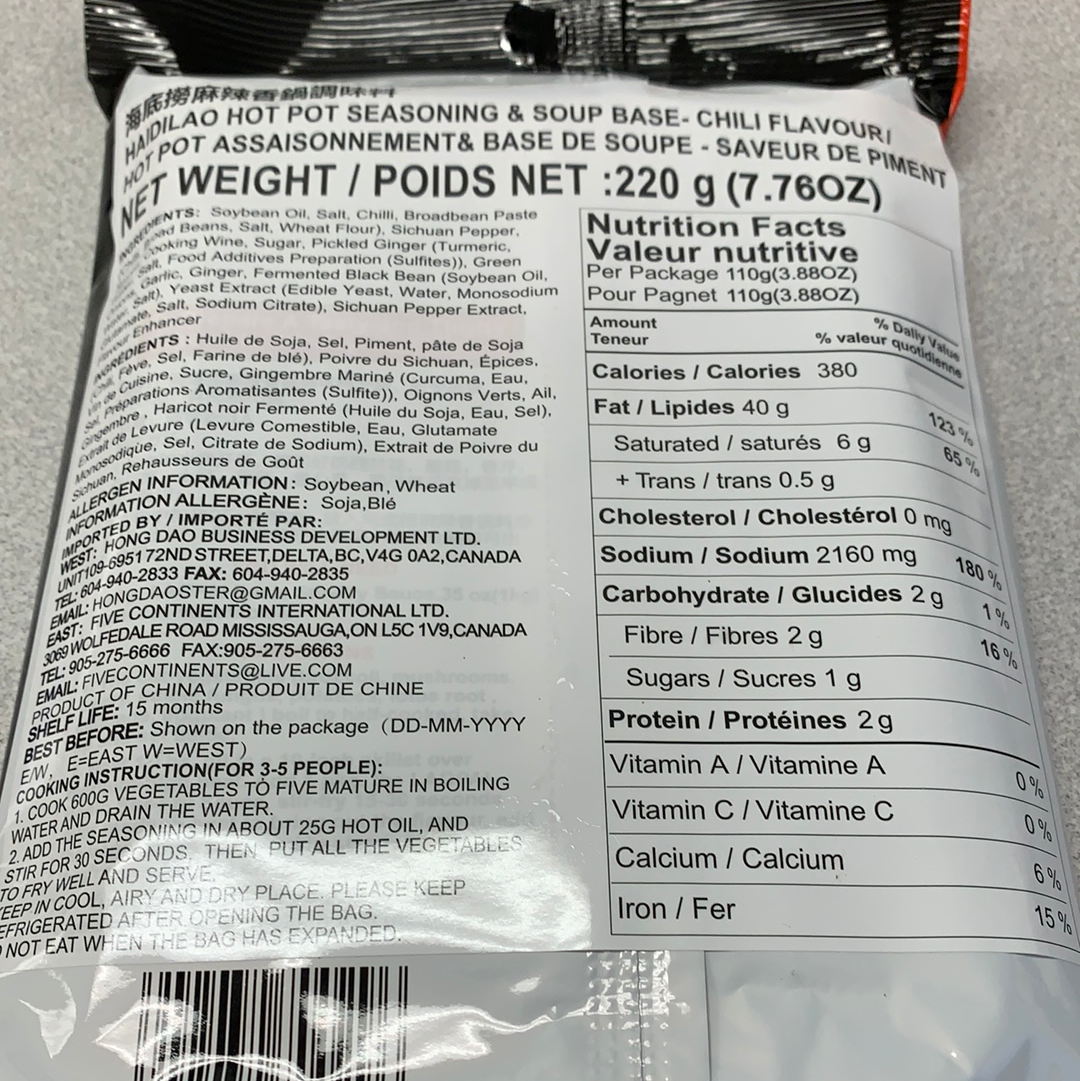 海底撈麻辣香鍋調味料
HAIDILAO HOT POT SEASONING & SOUP BASE- CHILI FLAVOUR/
HOT POT ASSAISONNEMENT& BASE DE SOUPE - SAVEUR DE PIMENT
NET WEIGHT / POIDS NET :220 g (7.76OZ)
INGREDIENTS: Soybean Oil, Salt, Chilli, Broadbean Paste
Beans, Salt, Wheat Flour), Sichuan Pepper,
Cooking Wine, Sugar, Pickled Ginger (Turmeric,
Salt, Food Additives Preparation (Sulfites)), Green
Garlic, Ginger, Fermented Black Bean (Soybean Oil,
Salt), Yeast Extract (Edible Yeast, Water, Monosodium
Glutamate, Salt, Sodium Citrate), Sichuan Pepper Extract,
Flavour Enhancer
INGRÉDIENTS : Huile de Soja, Sel, Piment, pâte de Soja
Fève, Sel, Farine de blé), Poivre du Sichuan, Épices,
Vin de Cuisine, Sucre, Gingembre Mariné (Curcuma, Eau,
Sel, Préparations Aromatisantes (Sulfite)), Oignons Verts, Ail,
Gingembre , Haricot noir Fermenté (Huile du Soja, Eau, Sel),
Extrait de Levure (Levure Comestible, Eau, Glutamate
Monosodique, Sel, Citrate de Sodium), Extrait de Poivre du
Sichuan, Rehausseurs de Goût
ALLERGEN INFORMATION: Soybean, Wheat
INFORMATION ALLERGÈNE: Soja,Blé
IMPORTED BY / IMPORTÉ PAR:
WEST: HONG DAO BUSINESS DEVELOPMENT LTD.
UNIT109-6951 72ND STREET,DELTA,BC,V4G 0A2,CANADA
TEL: 604-940-2833 FAX: 604-940-2835
EMAIL: HONGDAOSTER@GMAIL.COM
EAST: FIVE CONTINENTS INTERNATIONAL LTD.
3069 WOLFEDALE ROAD MISSISSAUGA,ON L5C 1V9,CANADA
TEL: 905-275-6666 FAX:905-275-6663
EMAIL: FIVECONTINENTS@LIVE.COM
PRODUCT OF CHINA / PRODUIT DE CHINE
SHELF LIFE: 15 months
BEST BEFORE: Shown on the package (DD-MM-YYYY
E/W, E=EAST W=WEST)
COOKING INSTRUCTION(FOR 3-5 PEOPLE):
1. COOK 600G VEGETABLES TO FIVE MATURE IN BOILING
WATER AND DRAIN THE WATER.
2. ADD THE SEASONING IN ABOUT 25G HOT OIL, AND
STIR FOR 30 SECONDS. THEN PUT ALL THE VEGETABLES
TO FRY WELL AND SERVE.
KEEP IN COOL, AIRY AND DRY PLACE. PLEASE KEEP
REFRIGERATED AFTER OPENING THE BAG.
DO NOT EAT WHEN THE BAG HAS EXPANDED.
Nutrition Facts
Valeur nutritive
Per Package 110g(3.88OZ)
Pour Pagnet 110g(3.88OZ)
Amount % Daily Value
Teneur % valeur quotidienne
Calories / Calories 380
Fat / Lipides 40 g 123 %
Saturated / saturés 6 g 65 %
+ Trans / trans 0.5 g
Cholesterol / Cholestérol 0 mg
Sodium / Sodium 2160 mg 180 %
Carbohydrate / Glucides 2 g 1 %
Fibre / Fibres 2 g 16 %
Sugars / Sucres 1 g
Protein / Protéines 2 g
Vitamin A / Vitamine A 0 %
Vitamin C / Vitamine C 0 %
Calcium / Calcium 6 %
Iron / Fer 15 %